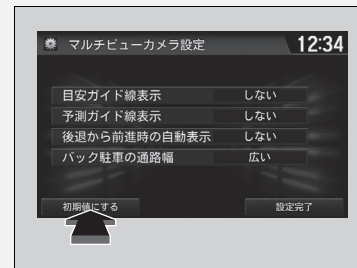 マルチビューカメラ設定 12:34
目安ガイド線表示 しない
予測ガイド線表示 しない
後退から前進時の自動表示 しない
バック駐車の通路幅 広い
初期値にする 設定完了